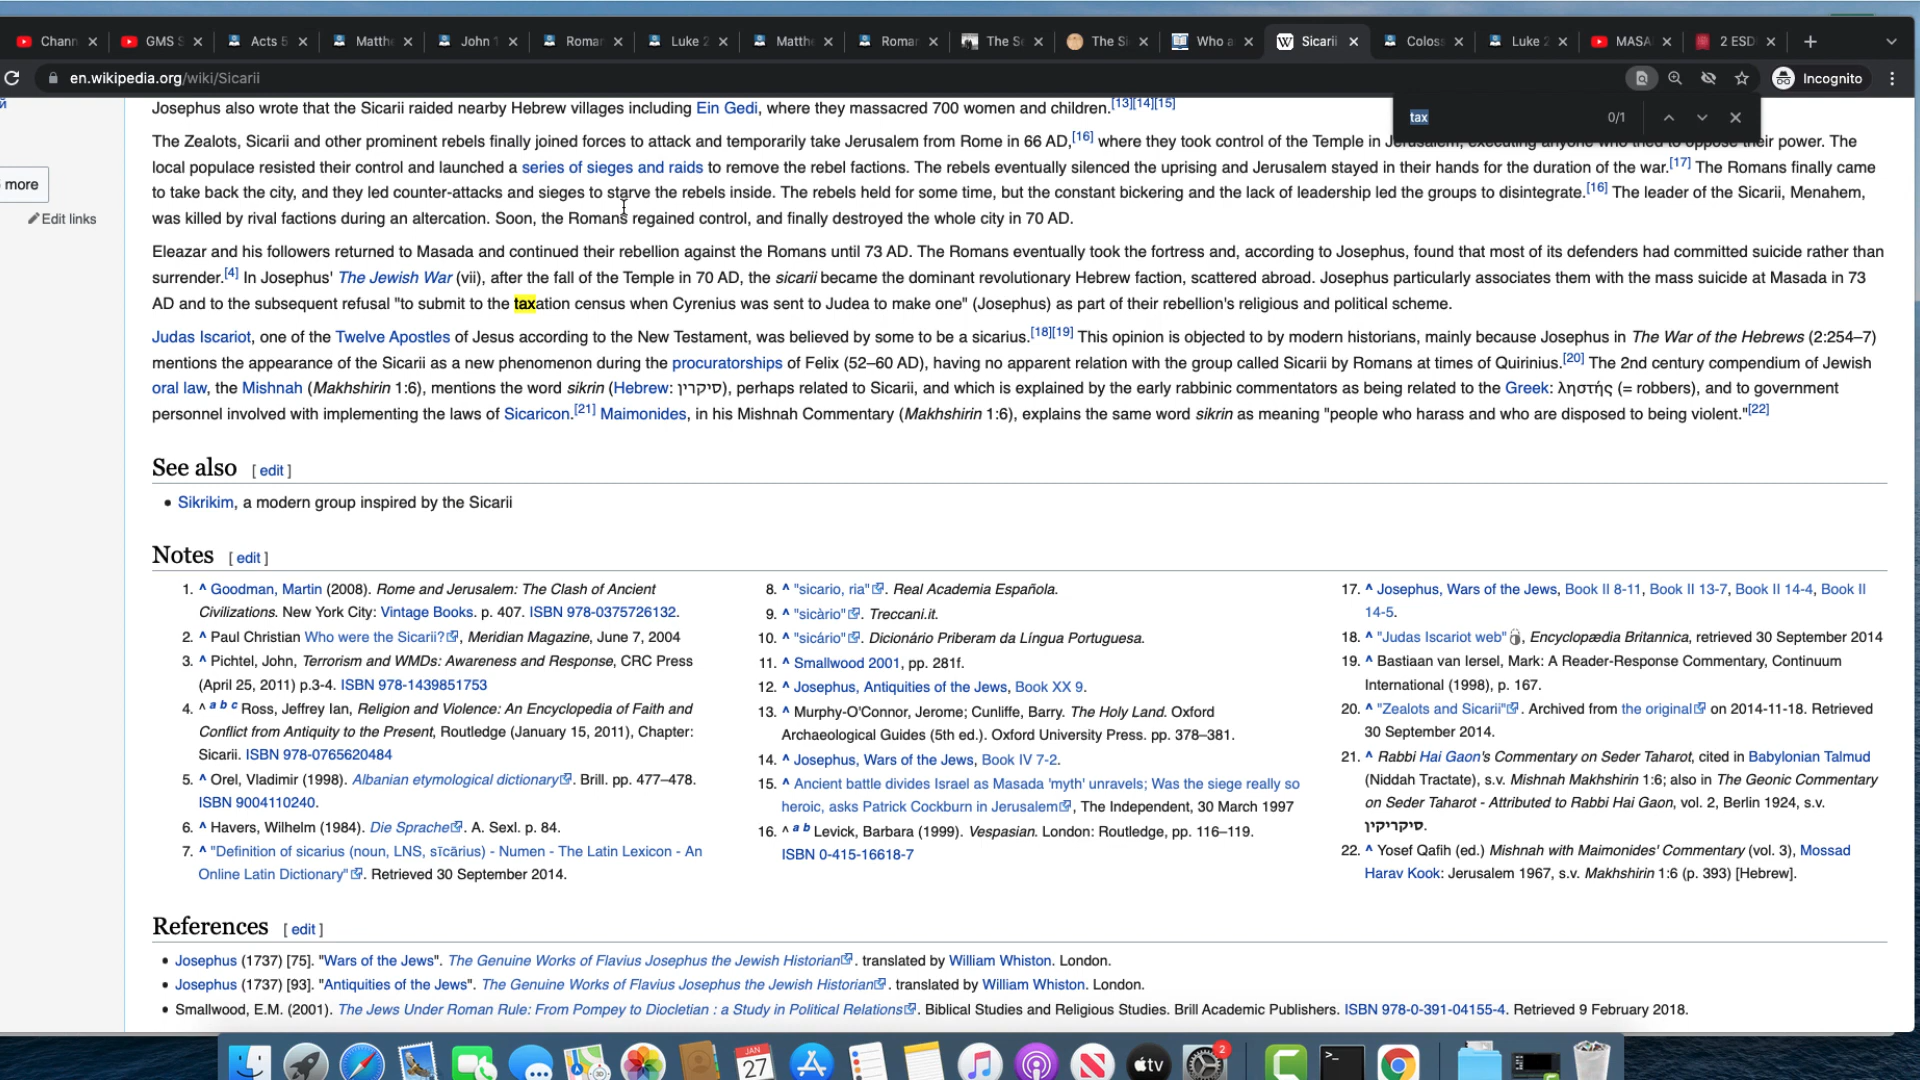 Chann
GMS S
Acts 5
Matthe
John 1
Roma
Luke 2
Matthe
Roma
The Se
The Si
Who a
Sicarii
Colos
Luke 2
MASA
2 ESD
en.wikipedia.org/wiki/Sicarii
Incognito
tax 0/1
more
Edit links
Josephus also wrote that the Sicarii raided nearby Hebrew villages including Ein Gedi, where they massacred 700 women and children.[13][14][15]
The Zealots, Sicarii and other prominent rebels finally joined forces to attack and temporarily take Jerusalem from Rome in 66 AD,[16] where they took control of the Temple in Jerusalem, executing anyone who tried to oppose their power. The
local populace resisted their control and launched a series of sieges and raids to remove the rebel factions. The rebels eventually silenced the uprising and Jerusalem stayed in their hands for the duration of the war.[17] The Romans finally came
to take back the city, and they led counter-attacks and sieges to starve the rebels inside. The rebels held for some time, but the constant bickering and the lack of leadership led the groups to disintegrate.[16] The leader of the Sicarii, Menahem,
was killed by rival factions during an altercation. Soon, the Romans regained control, and finally destroyed the whole city in 70 AD.
Eleazar and his followers returned to Masada and continued their rebellion against the Romans until 73 AD. The Romans eventually took the fortress and, according to Josephus, found that most of its defenders had committed suicide rather than
surrender.[4] In Josephus' The Jewish War (vii), after the fall of the Temple in 70 AD, the sicarii became the dominant revolutionary Hebrew faction, scattered abroad. Josephus particularly associates them with the mass suicide at Masada in 73
AD and to the subsequent refusal "to submit to the taxation census when Cyrenius was sent to Judea to make one" (Josephus) as part of their rebellion's religious and political scheme.
Judas Iscariot, one of the Twelve Apostles of Jesus according to the New Testament, was believed by some to be a sicarius.[18][19] This opinion is objected to by modern historians, mainly because Josephus in The War of the Hebrews (2:254–7)
mentions the appearance of the Sicarii as a new phenomenon during the procuratorships of Felix (52–60 AD), having no apparent relation with the group called Sicarii by Romans at times of Quirinius.[20] The 2nd century compendium of Jewish
oral law, the Mishnah (Makhshirin 1:6), mentions the word sikrin (Hebrew: סיקרין), perhaps related to Sicarii, and which is explained by the early rabbinic commentators as being related to the Greek: ληστής (= robbers), and to government
personnel involved with implementing the laws of Sicaricon.[21] Maimonides, in his Mishnah Commentary (Makhshirin 1:6), explains the same word sikrin as meaning "people who harass and who are disposed to being violent."[22]
See also [ edit ]
• Sikrikim, a modern group inspired by the Sicarii
Notes [ edit ]
1. ^ Goodman, Martin (2008). Rome and Jerusalem: The Clash of Ancient
Civilizations. New York City: Vintage Books. p. 407. ISBN 978-0375726132.
2. ^ Paul Christian Who were the Sicarii?, Meridian Magazine, June 7, 2004
3. ^ Pichtel, John, Terrorism and WMDs: Awareness and Response, CRC Press
(April 25, 2011) p.3-4. ISBN 978-1439851753
4. ^ a b c Ross, Jeffrey Ian, Religion and Violence: An Encyclopedia of Faith and
Conflict from Antiquity to the Present, Routledge (January 15, 2011), Chapter:
Sicarii. ISBN 978-0765620484
5. ^ Orel, Vladimir (1998). Albanian etymological dictionary. Brill. pp. 477–478.
ISBN 9004110240.
6. ^ Havers, Wilhelm (1984). Die Sprache. A. Sexl. p. 84.
7. ^ "Definition of sicarius (noun, LNS, sīcārius) - Numen - The Latin Lexicon - An
Online Latin Dictionary". Retrieved 30 September 2014.
8. ^ "sicario, ria". Real Academia Española.
9. ^ "sicàrio". Treccani.it.
10. ^ "sicário". Dicionário Priberam da Língua Portuguesa.
11. ^ Smallwood 2001, pp. 281f.
12. ^ Josephus, Antiquities of the Jews, Book XX 9.
13. ^ Murphy-O'Connor, Jerome; Cunliffe, Barry. The Holy Land. Oxford
Archaeological Guides (5th ed.). Oxford University Press. pp. 378–381.
14. ^ Josephus, Wars of the Jews, Book IV 7-2.
15. ^ Ancient battle divides Israel as Masada 'myth' unravels; Was the siege really so
heroic, asks Patrick Cockburn in Jerusalem, The Independent, 30 March 1997
16. ^ a b Levick, Barbara (1999). Vespasian. London: Routledge, pp. 116–119.
ISBN 0-415-16618-7
17. ^ Josephus, Wars of the Jews, Book II 8-11, Book II 13-7, Book II 14-4, Book II
14-5.
18. ^ "Judas Iscariot web", Encyclopædia Britannica, retrieved 30 September 2014
19. ^ Bastiaan van Iersel, Mark: A Reader-Response Commentary, Continuum
International (1998), p. 167.
20. ^ "Zealots and Sicarii". Archived from the original on 2014-11-18. Retrieved
30 September 2014.
21. ^ Rabbi Hai Gaon's Commentary on Seder Taharot, cited in Babylonian Talmud
(Niddah Tractate), s.v. Mishnah Makhshirin 1:6; also in The Geonic Commentary
on Seder Taharot - Attributed to Rabbi Hai Gaon, vol. 2, Berlin 1924, s.v.
סיקריקין.
22. ^ Yosef Qafih (ed.) Mishnah with Maimonides' Commentary (vol. 3), Mossad
Harav Kook: Jerusalem 1967, s.v. Makhshirin 1:6 (p. 393) [Hebrew].
References [ edit ]
• Josephus (1737) [75]. "Wars of the Jews". The Genuine Works of Flavius Josephus the Jewish Historian. translated by William Whiston. London.
• Josephus (1737) [93]. "Antiquities of the Jews". The Genuine Works of Flavius Josephus the Jewish Historian. translated by William Whiston. London.
• Smallwood, E.M. (2001). The Jews Under Roman Rule: From Pompey to Diocletian : a Study in Political Relations. Biblical Studies and Religious Studies. Brill Academic Publishers. ISBN 978-0-391-04155-4. Retrieved 9 February 2018.
JAN
27
tv
2